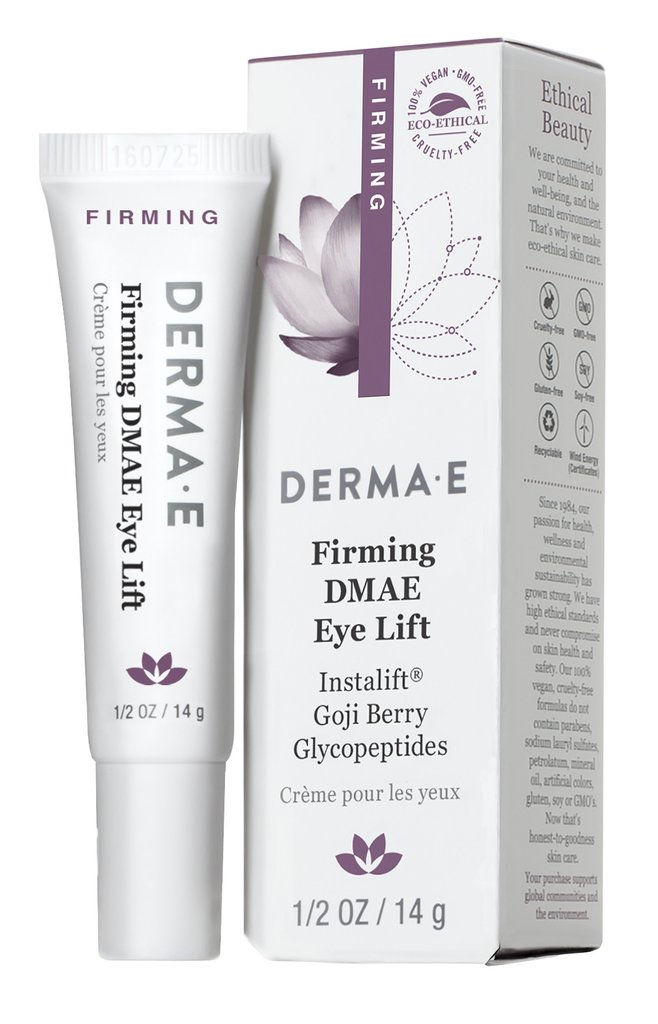 160725
FIRMING
DERMA·E
Firming DMAE Eye Lift
Crème pour les yeux
1/2 OZ / 14 g
FIRMING
100% VEGAN · GMO-FREE
ECO-ETHICAL
CRUELTY-FREE
DERMA·E
Firming
DMAE
Eye Lift
Instalift®
Goji Berry
Glycopeptides
Crème pour les yeux
1/2 OZ / 14 g
Ethical
Beauty
We are committed to
your health and
well-being, and the
natural environment.
That's why we make
eco-ethical skin care.
Cruelty-free
GMO
GMO-free
Gluten-free
SOY
Soy-free
Recyclable
Wind Energy
(Certificates)
Since 1984, our
passion for health,
wellness and
environmental
sustainability has
grown strong. We have
high ethical standards
and never compromise
on skin health and
safety. Our 100%
vegan, cruelty-free
formulas do not
contain parabens,
sodium lauryl sulfates,
petrolatum, mineral
oil, artificial colors,
gluten, soy or GMO's.
Now that's
honest-to-goodness
skin care.
Your purchase supports
global communities and
the environment.